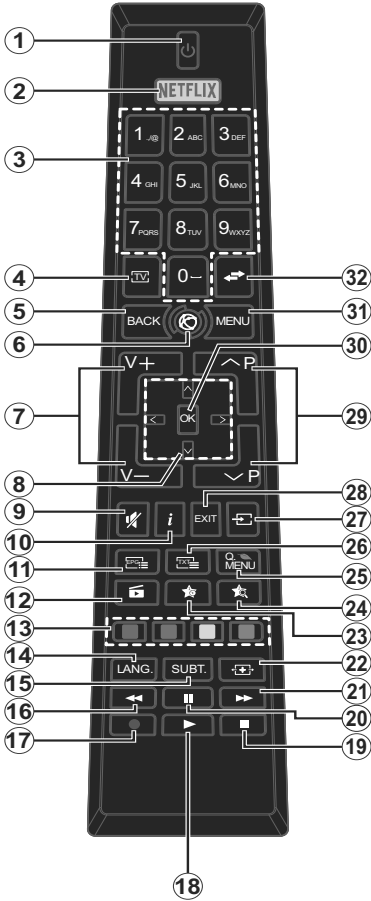 1
2
NETFLIX
3
1 ./@ 2 ABC 3 DEF
4 GHI 5 JKL 6 MNO
7 PQRS 8 TUV 9 WXYZ
4
TV
0
32
5
BACK
MENU
31
6
30
V+
P
7
OK
29
V-
P
8
28
9
i
EXIT
27
10
26
EPG
TXT
Q. MENU
11
25
12
24
13
23
14
22
LANG. SUBT.
15
21
16
20
17
19
18